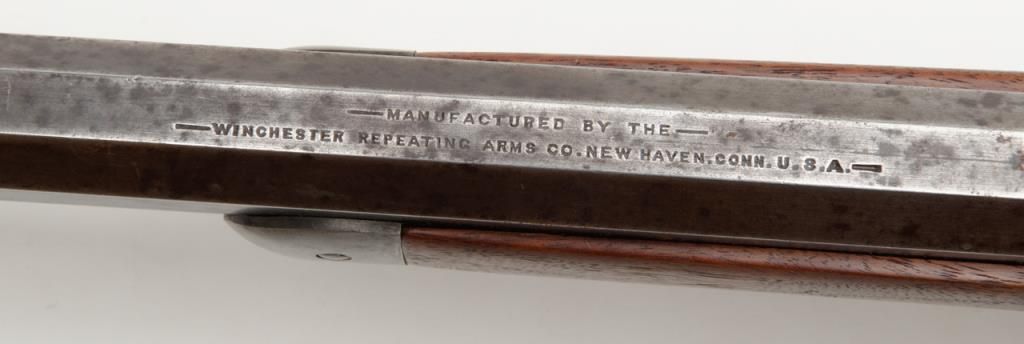 —MANUFACTURED BY THE—
—WINCHESTER REPEATING ARMS CO. NEW HAVEN. CONN. U.S.A.—